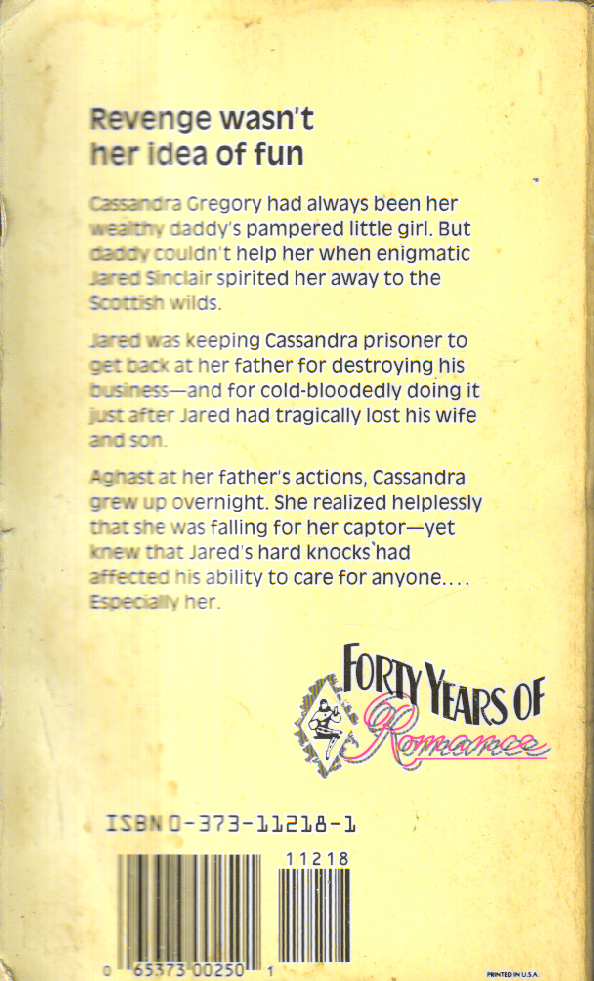 Revenge wasn't
her idea of fun
Cassandra Gregory had always been her
wealthy daddy's pampered little girl. But
daddy couldn't help her when enigmatic
Jared Sinclair spirited her away to the
Scottish wilds.
Jared was keeping Cassandra prisoner to
get back at her father for destroying his
business—and for cold-bloodedly doing it
just after Jared had tragically lost his wife
and son.
Aghast at her father's actions, Cassandra
grew up overnight. She realized helplessly
that she was falling for her captor—yet
knew that Jared's hard knocks had
affected his ability to care for anyone....
Especially her.
FORTY YEARS OF
Romance
ISBN 0-373-11218-1
11218
0 65373 00250 1
PRINTED IN U.S.A.